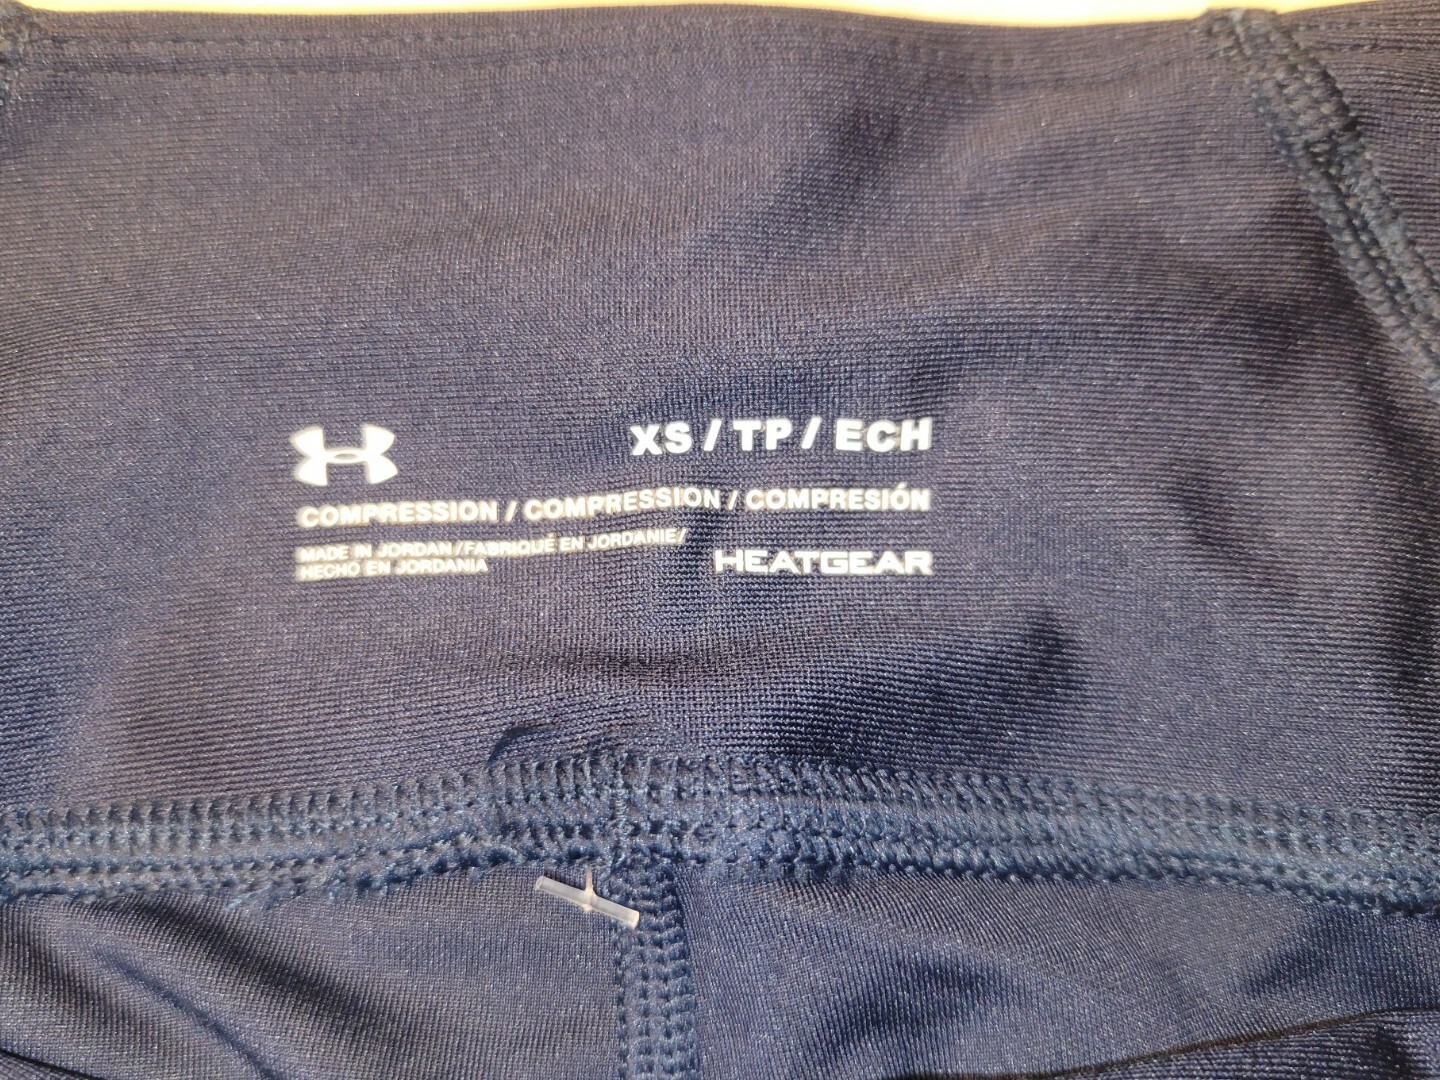 XS / TP / ECH
COMPRESSION / COMPRESSION / COMPRESIÓN
MADE IN JORDAN / FABRIQUÉ EN JORDANIE /
HECHO EN JORDANIA
HEATGEAR